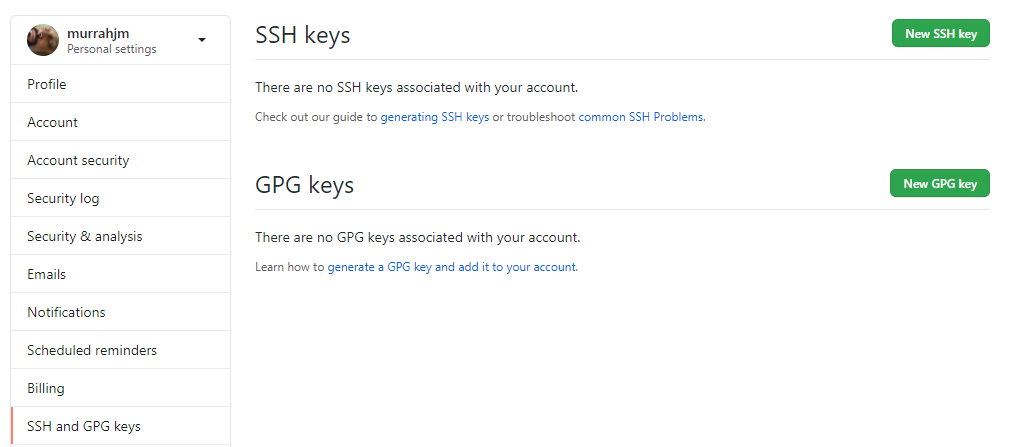 murrahjm
Personal settings
Profile
Account
Account security
Security log
Security & analysis
Emails
Notifications
Scheduled reminders
Billing
SSH and GPG keys
SSH keys
New SSH key
There are no SSH keys associated with your account.
Check out our guide to generating SSH keys or troubleshoot common SSH Problems.
GPG keys
New GPG key
There are no GPG keys associated with your account.
Learn how to generate a GPG key and add it to your account.